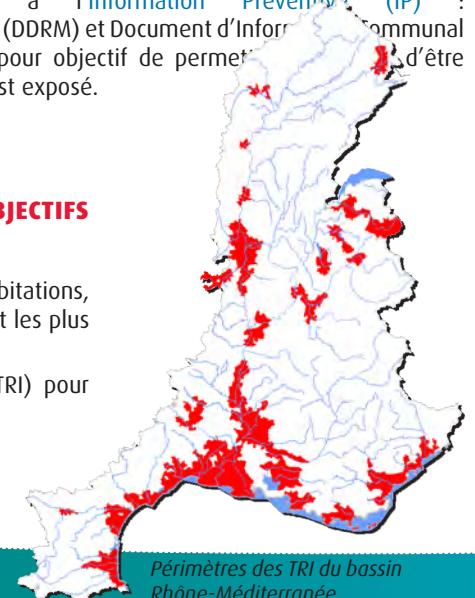 à l'Information Préventive (IP) :
(DDRM) et Document d'Infor Communal
pour objectif de permet d'être
st exposé.
BJECTIFS
bitations,
t les plus
TRI) pour
Périmètres des TRI du bassin
Rhône-Méditerranée